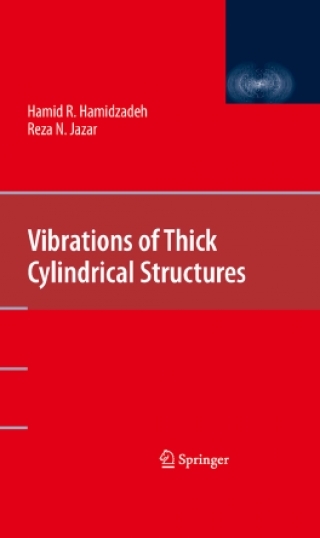 Hamid R. Hamidzadeh
Reza N. Jazar
Vibrations of Thick
Cylindrical Structures
Springer